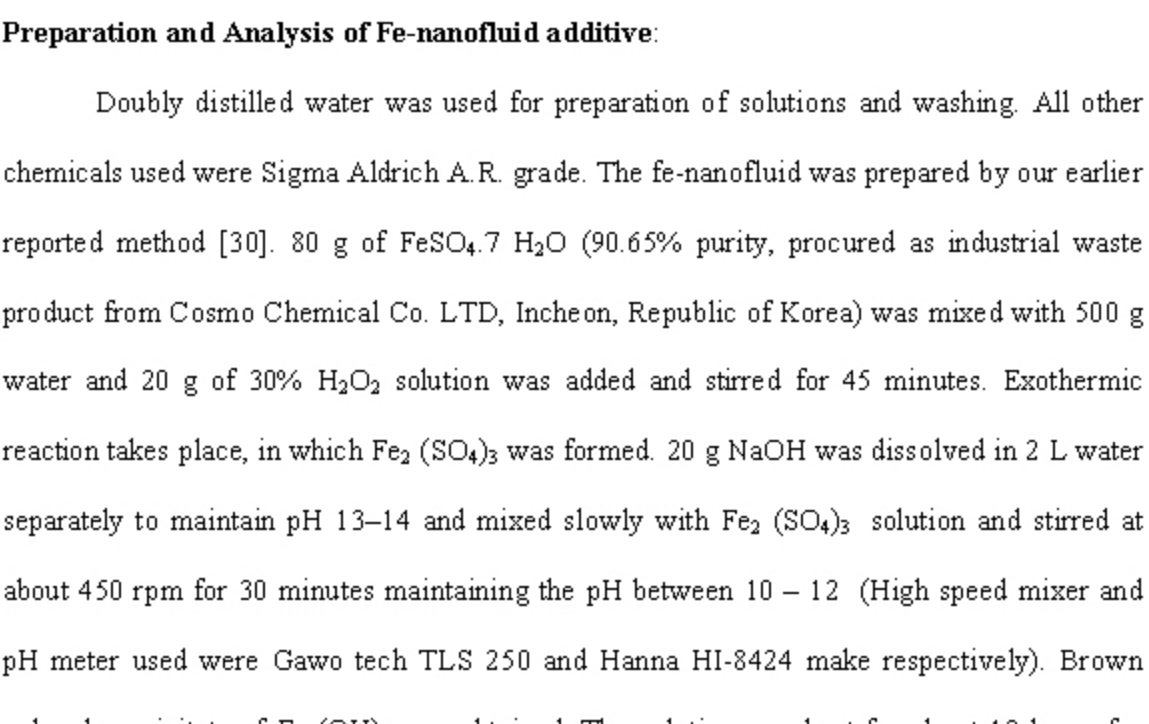 Preparation and Analysis of Fe-nanofluid additive:
Doubly distilled water was used for preparation of solutions and washing. All other
chemicals used were Sigma Aldrich A.R. grade. The fe-nanofluid was prepared by our earlier
reported method [30]. 80 g of FeSO₄.7 H₂O (90.65% purity, procured as industrial waste
product from Cosmo Chemical Co. LTD, Incheon, Republic of Korea) was mixed with 500 g
water and 20 g of 30% H₂O₂ solution was added and stirred for 45 minutes. Exothermic
reaction takes place, in which Fe₂ (SO₄)₃ was formed. 20 g NaOH was dissolved in 2 L water
separately to maintain pH 13–14 and mixed slowly with Fe₂ (SO₄)₃ solution and stirred at
about 450 rpm for 30 minutes maintaining the pH between 10 – 12 (High speed mixer and
pH meter used were Gawo tech TLS 250 and Hanna HI-8424 make respectively). Brown